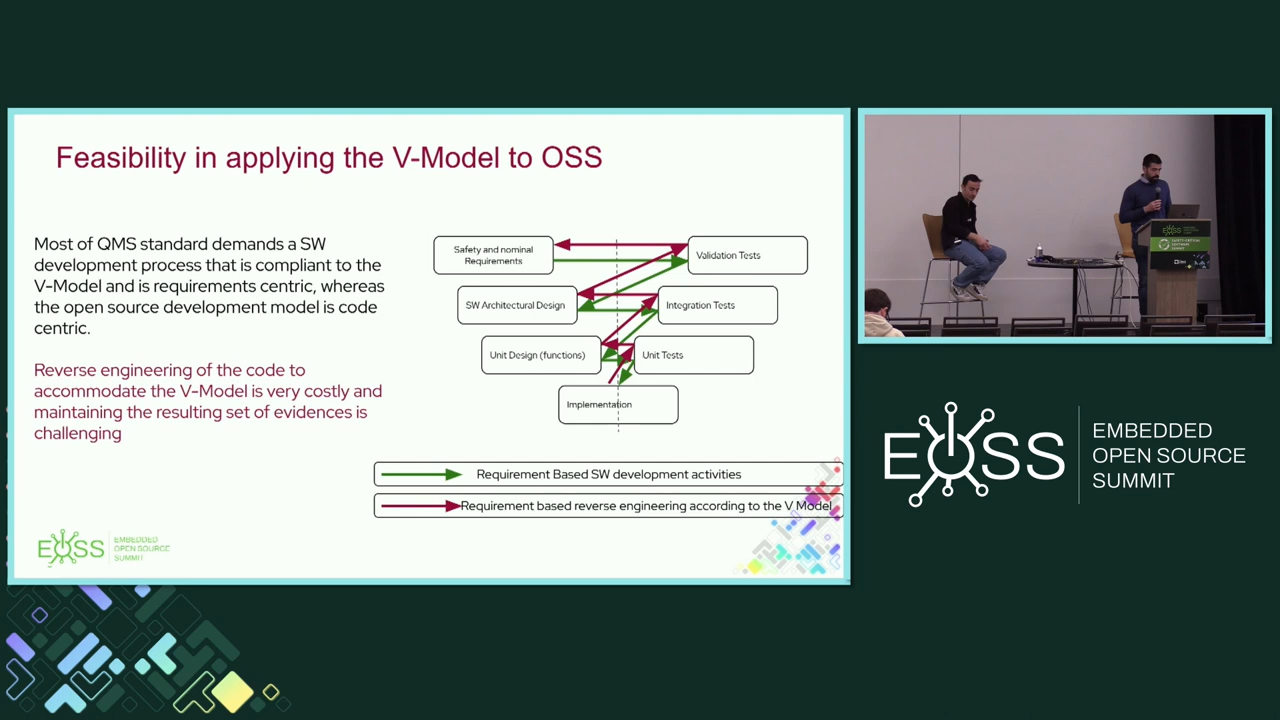 Feasibility in applying the V-Model to OSS
Most of QMS standard demands a SW
development process that is compliant to the
V-Model and is requirements centric, whereas
the open source development model is code
centric.
Reverse engineering of the code to
accommodate the V-Model is very costly and
maintaining the resulting set of evidences is
challenging
Safety and nominal
Requirements
Validation Tests
SW Architectural Design
Integration Tests
Unit Design (functions)
Unit Tests
Implementation
Requirement Based SW development activities
Requirement based reverse engineering according to the V Model
EOSS
EMBEDDED
OPEN SOURCE
SUMMIT
EOSS
EMBEDDED
OPEN SOURCE
SUMMIT